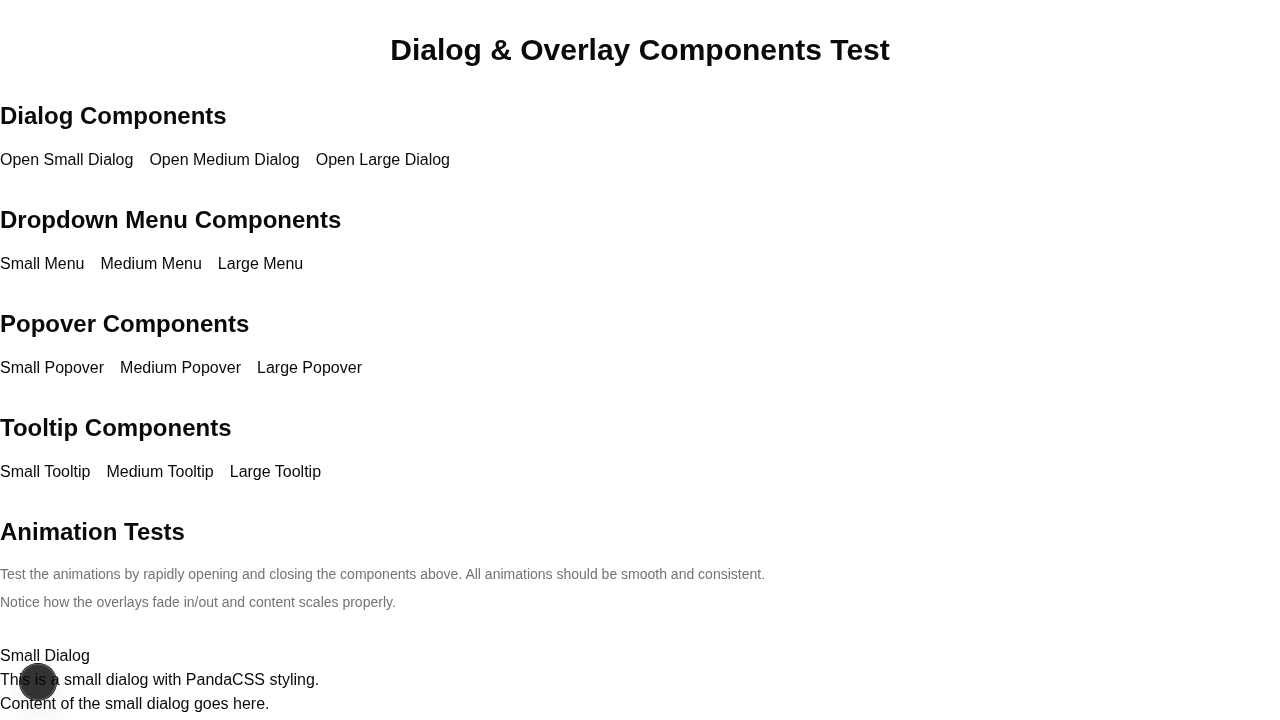 Dialog & Overlay Components Test
Dialog Components
Open Small Dialog Open Medium Dialog Open Large Dialog
Dropdown Menu Components
Small Menu Medium Menu Large Menu
Popover Components
Small Popover Medium Popover Large Popover
Tooltip Components
Small Tooltip Medium Tooltip Large Tooltip
Animation Tests
Test the animations by rapidly opening and closing the components above. All animations should be smooth and consistent.
Notice how the overlays fade in/out and content scales properly.
Small Dialog
This is a small dialog with PandaCSS styling.
Content of the small dialog goes here.